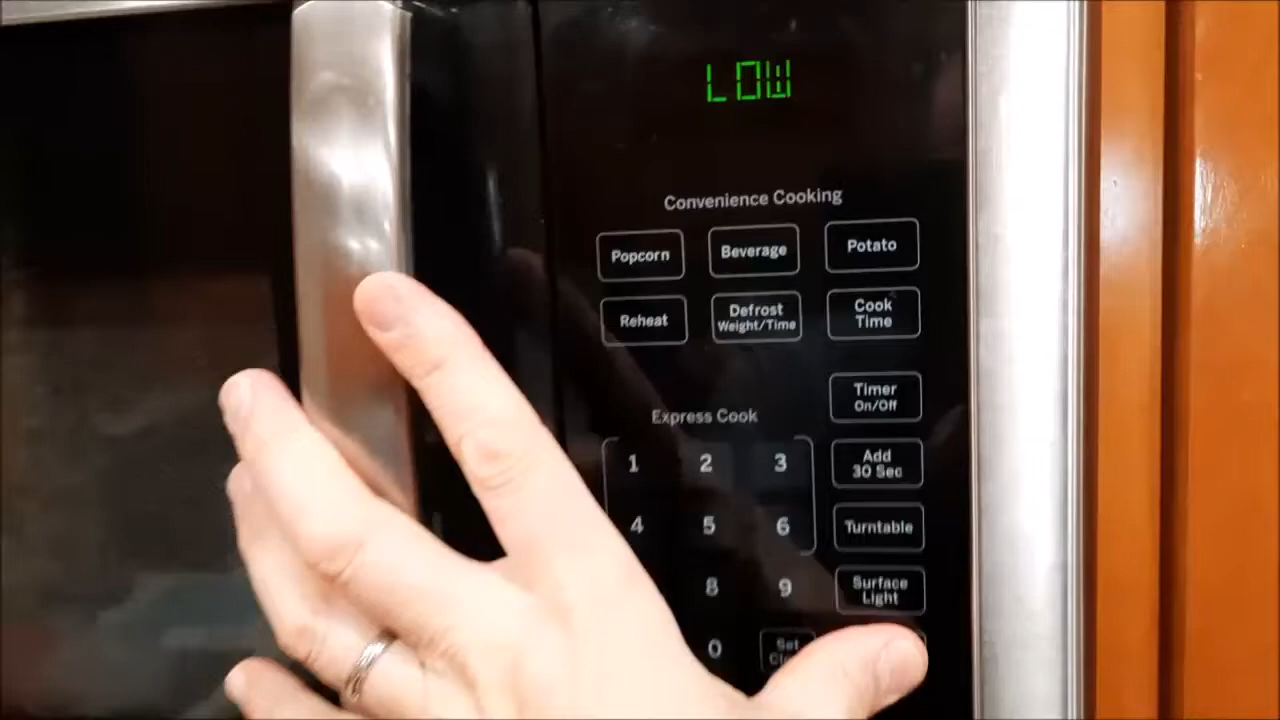 LOW
Convenience Cooking
Popcorn
Beverage
Potato
Reheat
Defrost
Weight/Time
Cook
Time
Timer
On/Off
Express Cook
Add
30 Sec
1 2 3
Turntable
4 5 6
Surface
Light
8 9
0
Set